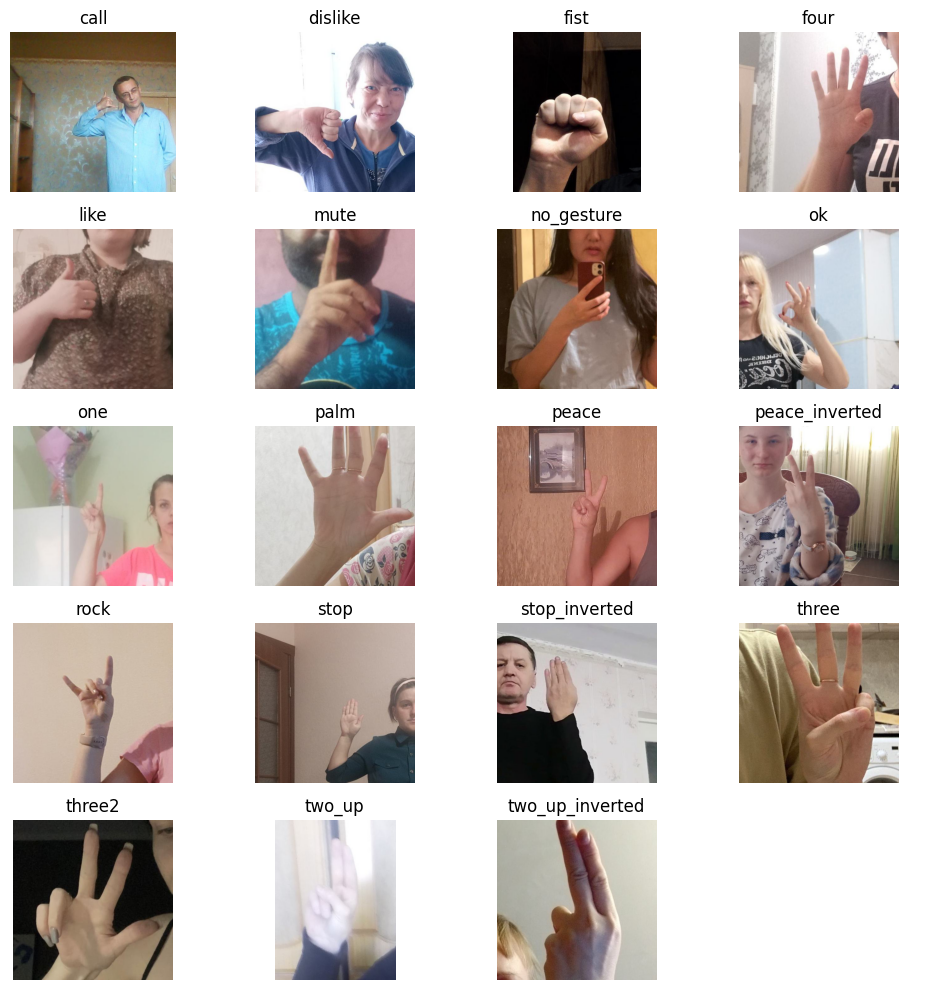 call dislike fist four
like mute no_gesture ok
one palm peace peace_inverted
rock stop stop_inverted three
three2 two_up two_up_inverted